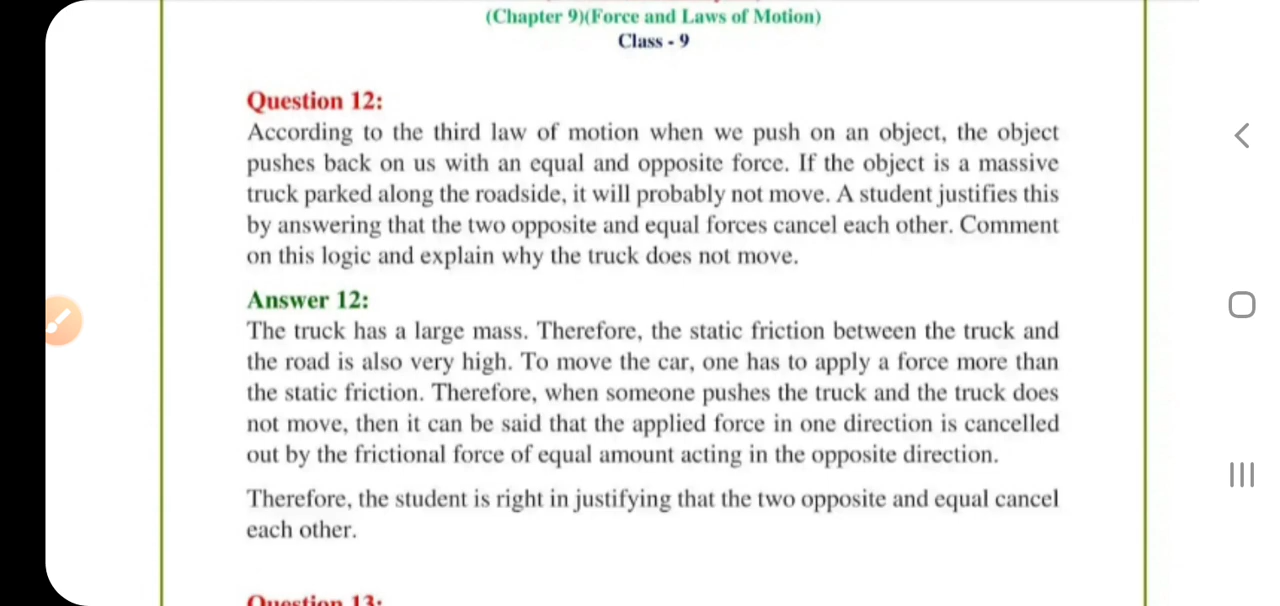 (Chapter 9)(Force and Laws of Motion)
Class - 9
Question 12:
According to the third law of motion when we push on an object, the object
pushes back on us with an equal and opposite force. If the object is a massive
truck parked along the roadside, it will probably not move. A student justifies this
by answering that the two opposite and equal forces cancel each other. Comment
on this logic and explain why the truck does not move.
Answer 12:
The truck has a large mass. Therefore, the static friction between the truck and
the road is also very high. To move the car, one has to apply a force more than
the static friction. Therefore, when someone pushes the truck and the truck does
not move, then it can be said that the applied force in one direction is cancelled
out by the frictional force of equal amount acting in the opposite direction.
Therefore, the student is right in justifying that the two opposite and equal cancel
each other.
Question 13: